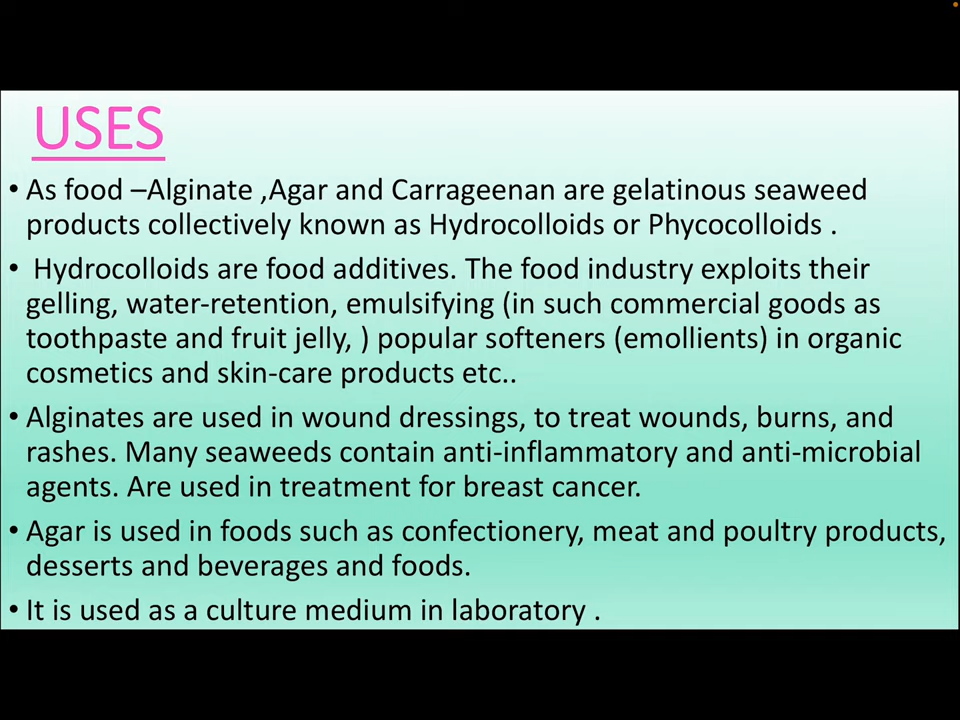 USES
• As food –Alginate ,Agar and Carrageenan are gelatinous seaweed
products collectively known as Hydrocolloids or Phycocolloids .
• Hydrocolloids are food additives. The food industry exploits their
gelling, water-retention, emulsifying (in such commercial goods as
toothpaste and fruit jelly, ) popular softeners (emollients) in organic
cosmetics and skin-care products etc..
• Alginates are used in wound dressings, to treat wounds, burns, and
rashes. Many seaweeds contain anti-inflammatory and anti-microbial
agents. Are used in treatment for breast cancer.
• Agar is used in foods such as confectionery, meat and poultry products,
desserts and beverages and foods.
• It is used as a culture medium in laboratory .